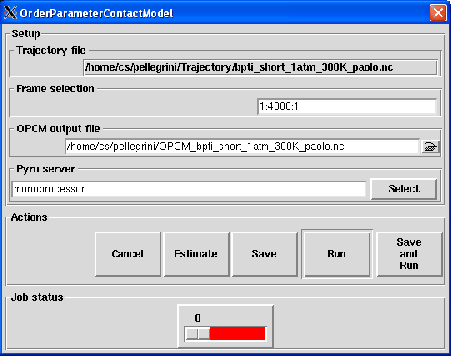 OrderParameterContactModel
Setup
Trajectory file
/home/cs/pellegrini/Trajectory/bpti_short_1atm_300K_paolo.nc
Frame selection
1:4000:1
OPCM output file
/home/cs/pellegrini/OPCM_bpti_short_1atm_300K_paolo.nc
Pyro server
monoprocessor
Select
Actions
Cancel
Estimate
Save
Run
Save
and
Run
Job status
0